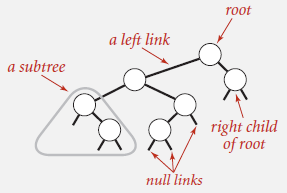 root
a left link
a subtree
right child
of root
null links